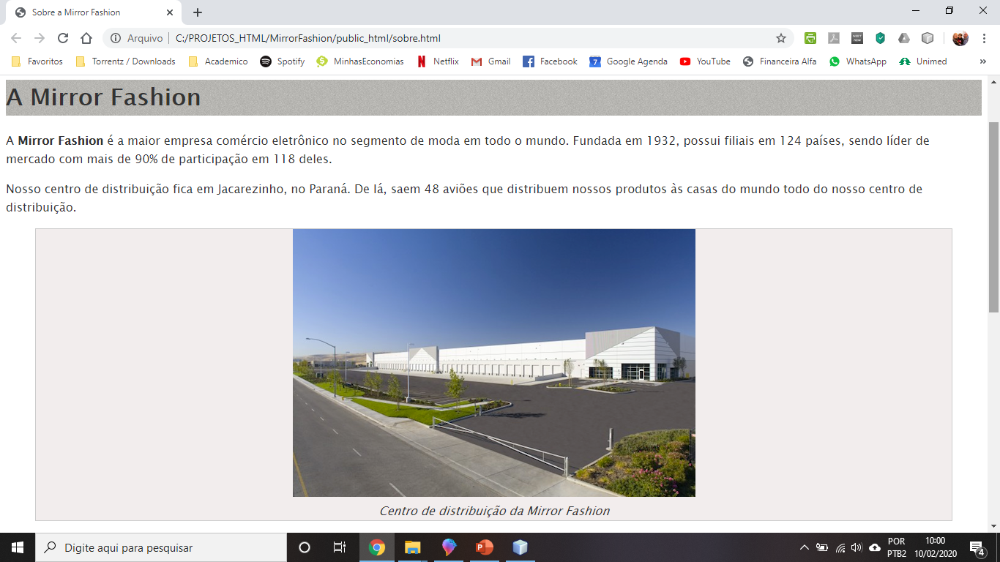 Sobre a Mirror Fashion
Arquivo
C:/PROJETOS_HTML/MirrorFashion/public_html/sobre.html
Favoritos
Torrentz / Downloads
Academico
Spotify
MinhasEconomias
Netflix
Gmail
Facebook
7
Google Agenda
YouTube
Financeira Alfa
WhatsApp
Unimed
»
A Mirror Fashion
A Mirror Fashion é a maior empresa comércio eletrônico no segmento de moda em todo o mundo. Fundada em 1932, possui filiais em 124 países, sendo líder de
mercado com mais de 90% de participação em 118 deles.
Nosso centro de distribuição fica em Jacarezinho, no Paraná. De lá, saem 48 aviões que distribuem nossos produtos às casas do mundo todo do nosso centro de
distribuição.
Centro de distribuição da Mirror Fashion
Digite aqui para pesquisar
POR
PTB2
10:00
10/02/2020
4